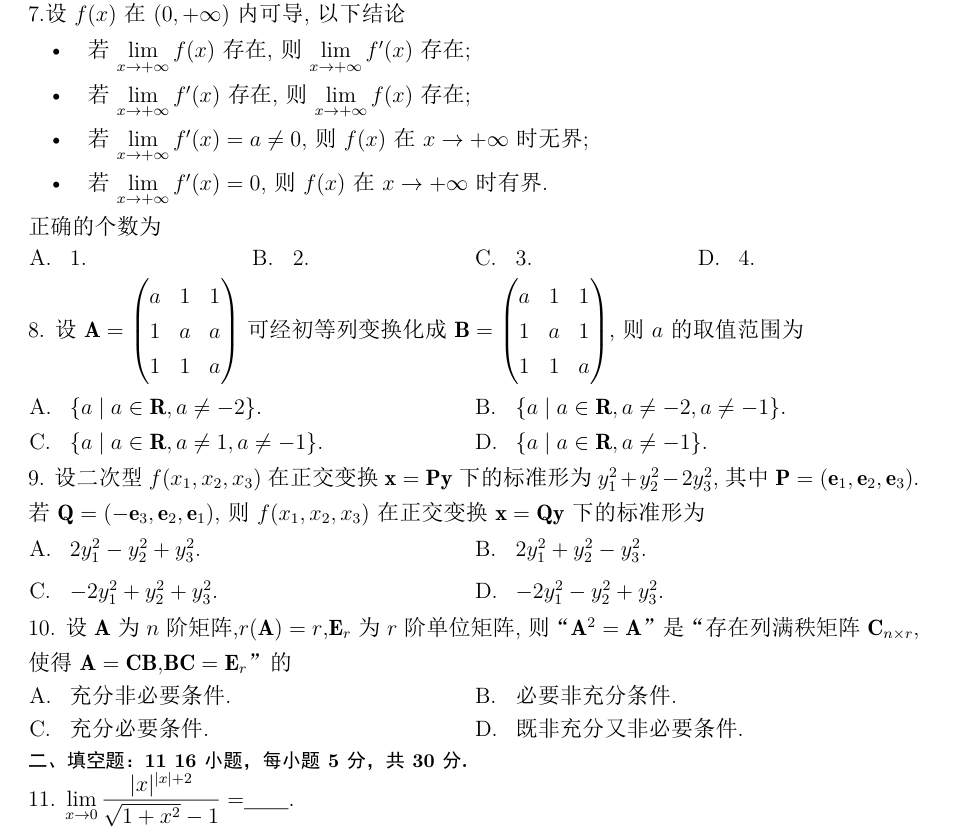 7.设 f(x) 在 (0, +∞) 内可导, 以下结论
• 若 lim_{x→+∞} f(x) 存在, 则 lim_{x→+∞} f′(x) 存在;
• 若 lim_{x→+∞} f′(x) 存在, 则 lim_{x→+∞} f(x) 存在;
• 若 lim_{x→+∞} f′(x) = a ≠ 0, 则 f(x) 在 x → +∞ 时无界;
• 若 lim_{x→+∞} f′(x) = 0, 则 f(x) 在 x → +∞ 时有界.
正确的个数为
A. 1. B. 2. C. 3. D. 4.
8. 设 A = \begin{pmatrix} a & 1 & 1 \\ 1 & a & a \\ 1 & 1 & a \end{pmatrix} 可经初等列变换化成 B = \begin{pmatrix} a & 1 & 1 \\ 1 & a & 1 \\ 1 & 1 & a \end{pmatrix}, 则 a 的取值范围为
A. {a | a ∈ R, a ≠ −2}. B. {a | a ∈ R, a ≠ −2, a ≠ −1}.
C. {a | a ∈ R, a ≠ 1, a ≠ −1}. D. {a | a ∈ R, a ≠ −1}.
9. 设二次型 f(x₁, x₂, x₃) 在正交变换 x = Py 下的标准形为 y₁²+y₂²−2y₃², 其中 P = (e₁, e₂, e₃).
若 Q = (−e₃, e₂, e₁), 则 f(x₁, x₂, x₃) 在正交变换 x = Qy 下的标准形为
A. 2y₁² − y₂² + y₃². B. 2y₁² + y₂² − y₃².
C. −2y₁² + y₂² + y₃². D. −2y₁² − y₂² + y₃².
10. 设 A 为 n 阶矩阵,r(A) = r,E_r 为 r 阶单位矩阵, 则 “A² = A” 是 “存在列满秩矩阵 C_{n×r},
使得 A = CB,BC = E_r” 的
A. 充分非必要条件. B. 必要非充分条件.
C. 充分必要条件. D. 既非充分又非必要条件.
二、填空题: 11 16 小题, 每小题 5 分, 共 30 分.
11. lim_{x→0} \frac{|x|^{|x|+2}}{\sqrt{1 + x²} − 1} =____.